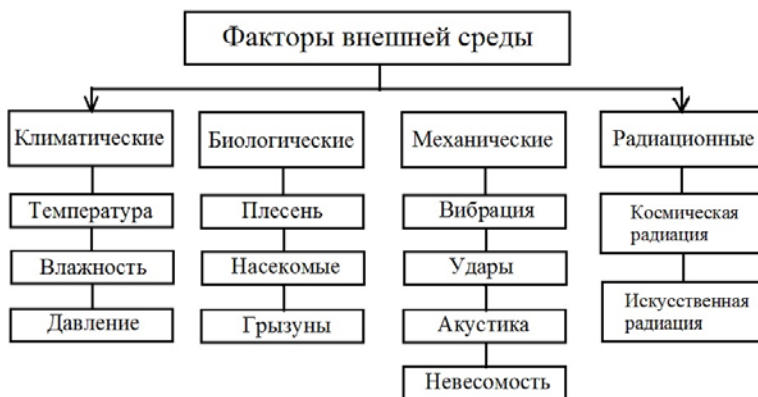 Факторы внешней среды
Климатические
Температура
Влажность
Давление
Биологические
Плесень
Насекомые
Грызуны
Механические
Вибрация
Удары
Акустика
Невесомость
Радиационные
Космическая
радиация
Искусственная
радиация